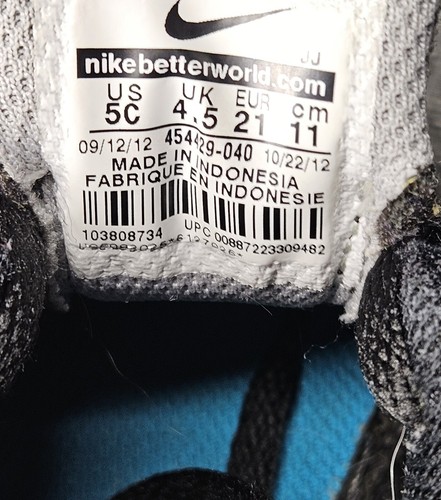 JJ
nikebetterworld.com
US UK EUR cm
5C 4.5 21 11
09/12/12 454429-040 10/22/12
MADE IN INDONESIA
FABRIQUE EN INDONESIE
103808734 UPC 00887223309482